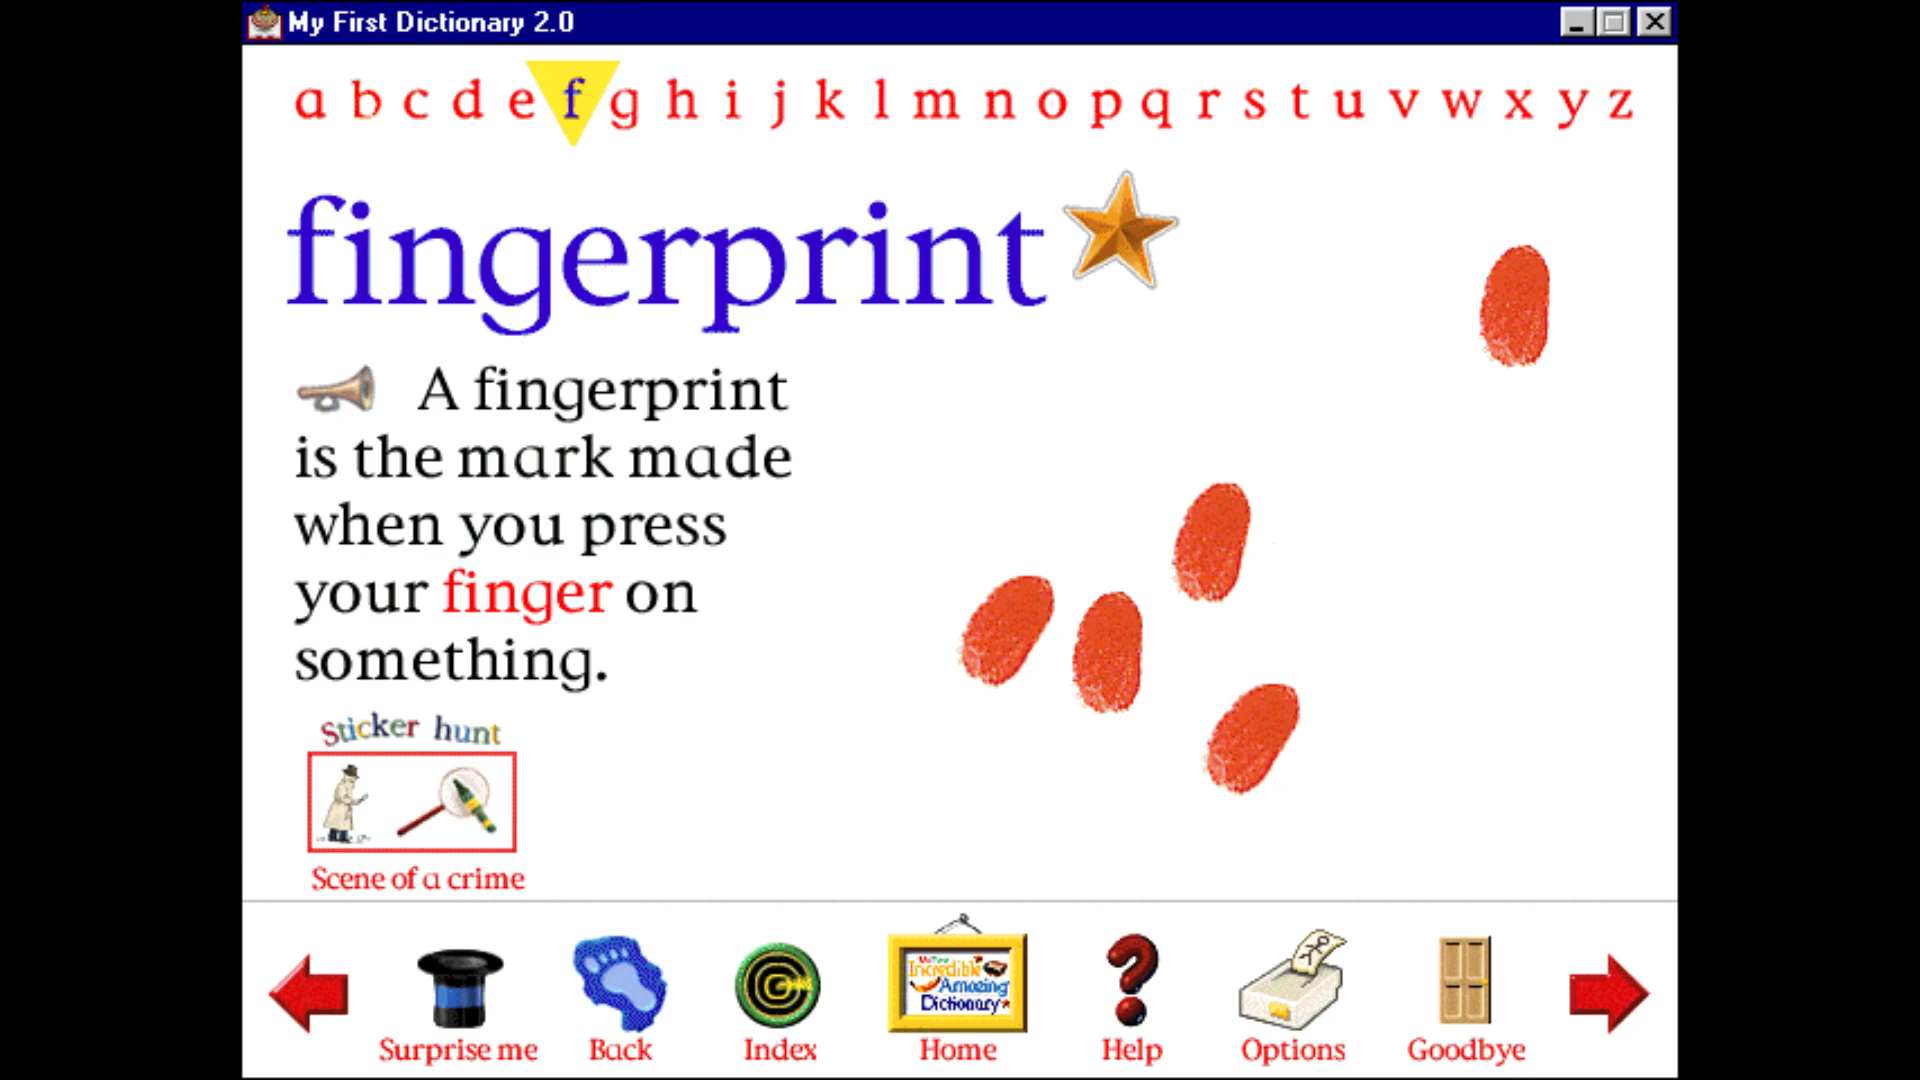 My First Dictionary 2.0
a b c d e f g h i j k l m n o p q r s t u v w x y z
fingerprint
A fingerprint
is the mark made
when you press
your finger on
something.
Sticker hunt
Scene of a crime
Incredible
Amazing
Dictionary
Surprise me
Back
Index
Home
Help
Options
Goodbye